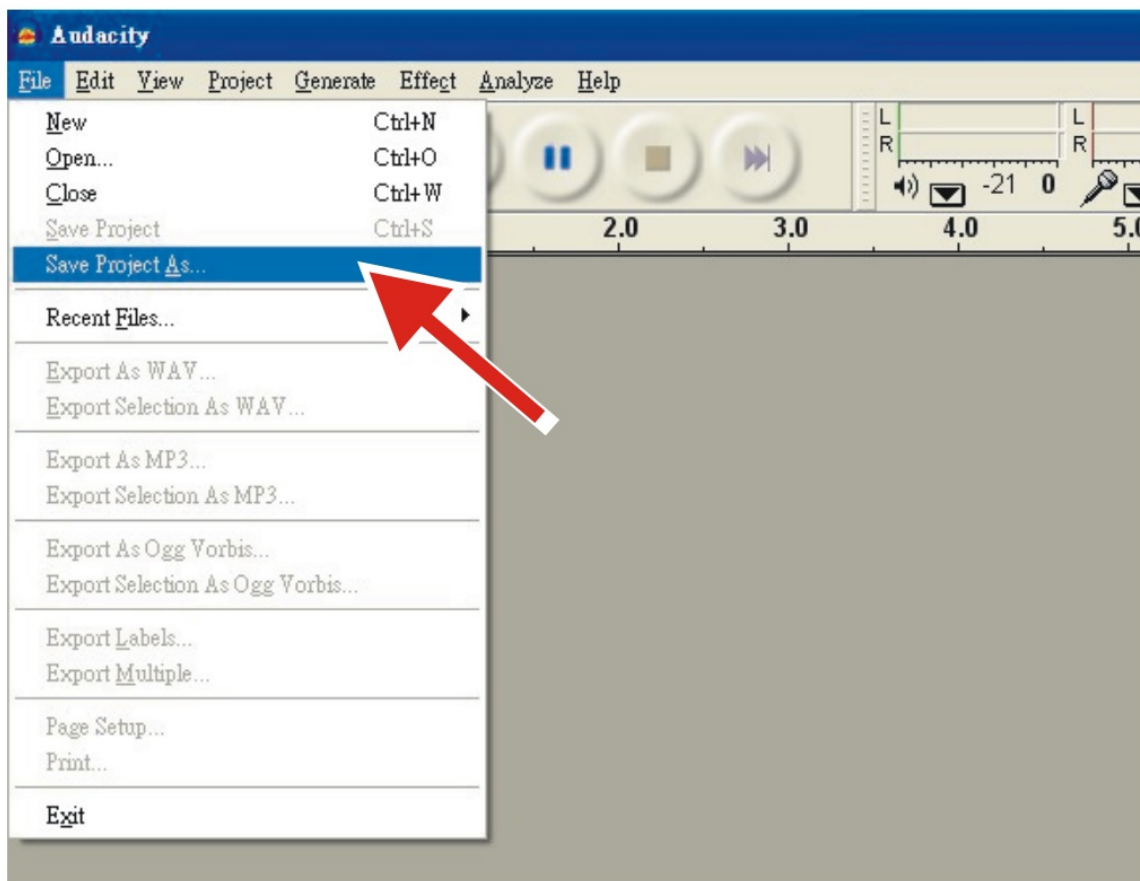 Audacity
File Edit View Project Generate Effect Analyze Help
New Ctrl+N
Open... Ctrl+O
Close Ctrl+W
Save Project Ctrl+S
Save Project As...
Recent Files...
Export As WAV...
Export Selection As WAV...
Export As MP3...
Export Selection As MP3...
Export As Ogg Vorbis...
Export Selection As Ogg Vorbis...
Export Labels...
Export Multiple...
Page Setup...
Print...
Exit
L L
R R
-21 0
2.0 3.0 4.0